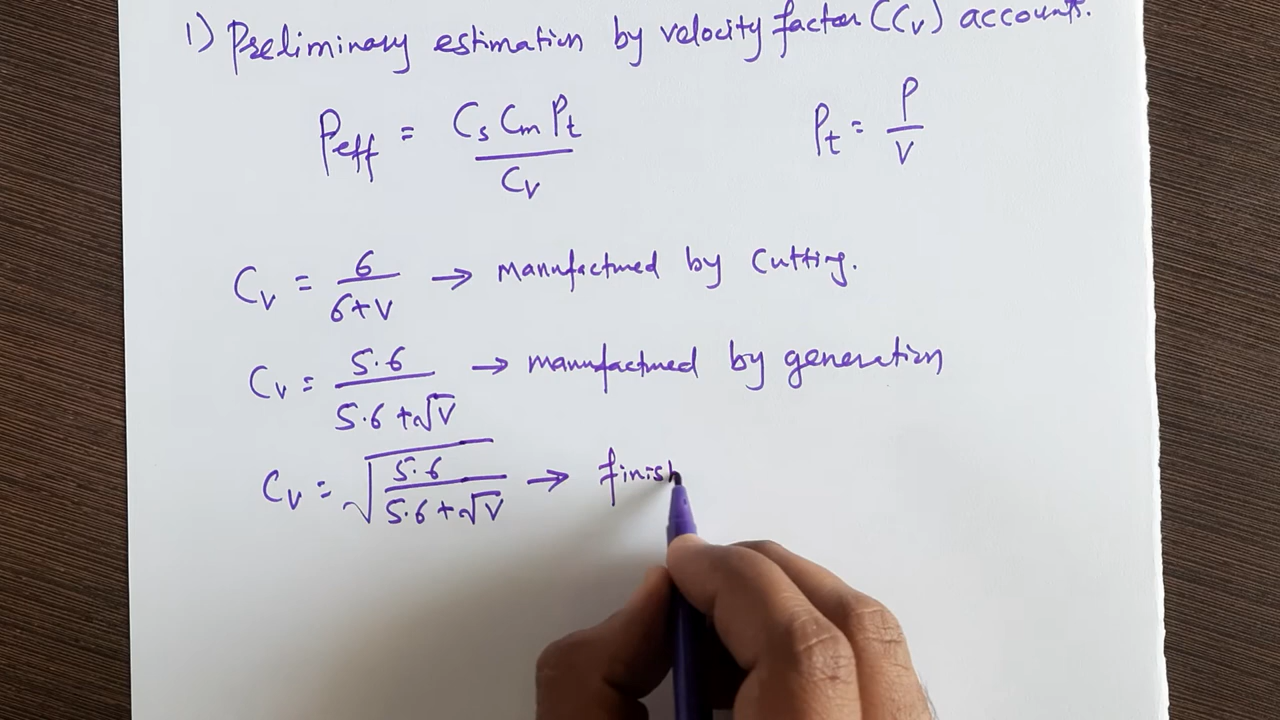 1) Preliminary estimation by velocity factor (Cv) accounts.
Peff = Cs Cm Pt / Cv
Pt = P / V
Cv = 6 / 6+V → Manufactured by Cutting.
Cv = 5.6 / 5.6+√V → manufactured by generation
Cv = √(5.6 / 5.6+√V) → finish